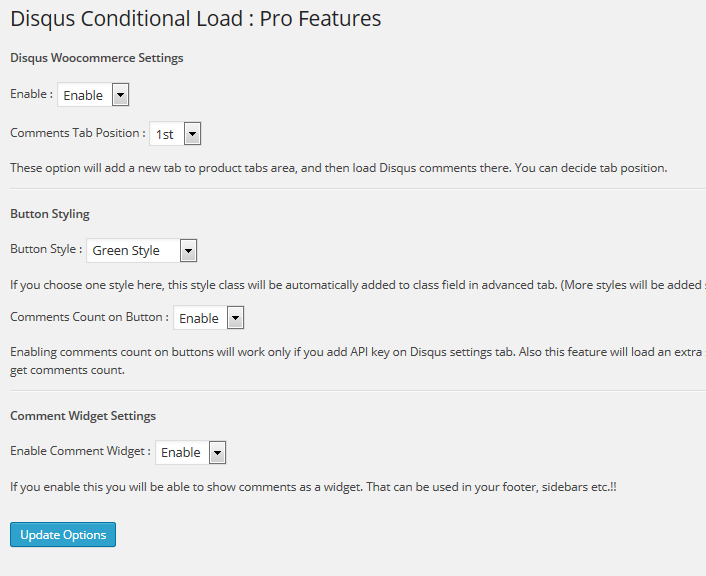 Disqus Conditional Load : Pro Features
Disqus Woocommerce Settings
Enable : Enable
Comments Tab Position : 1st
These option will add a new tab to product tabs area, and then load Disqus comments there. You can decide tab position.
Button Styling
Button Style : Green Style
If you choose one style here, this style class will be automatically added to class field in advanced tab. (More styles will be added
Comments Count on Button : Enable
Enabling comments count on buttons will work only if you add API key on Disqus settings tab. Also this feature will load an extra
get comments count.
Comment Widget Settings
Enable Comment Widget : Enable
If you enable this you will be able to show comments as a widget. That can be used in your footer, sidebars etc.!!
Update Options